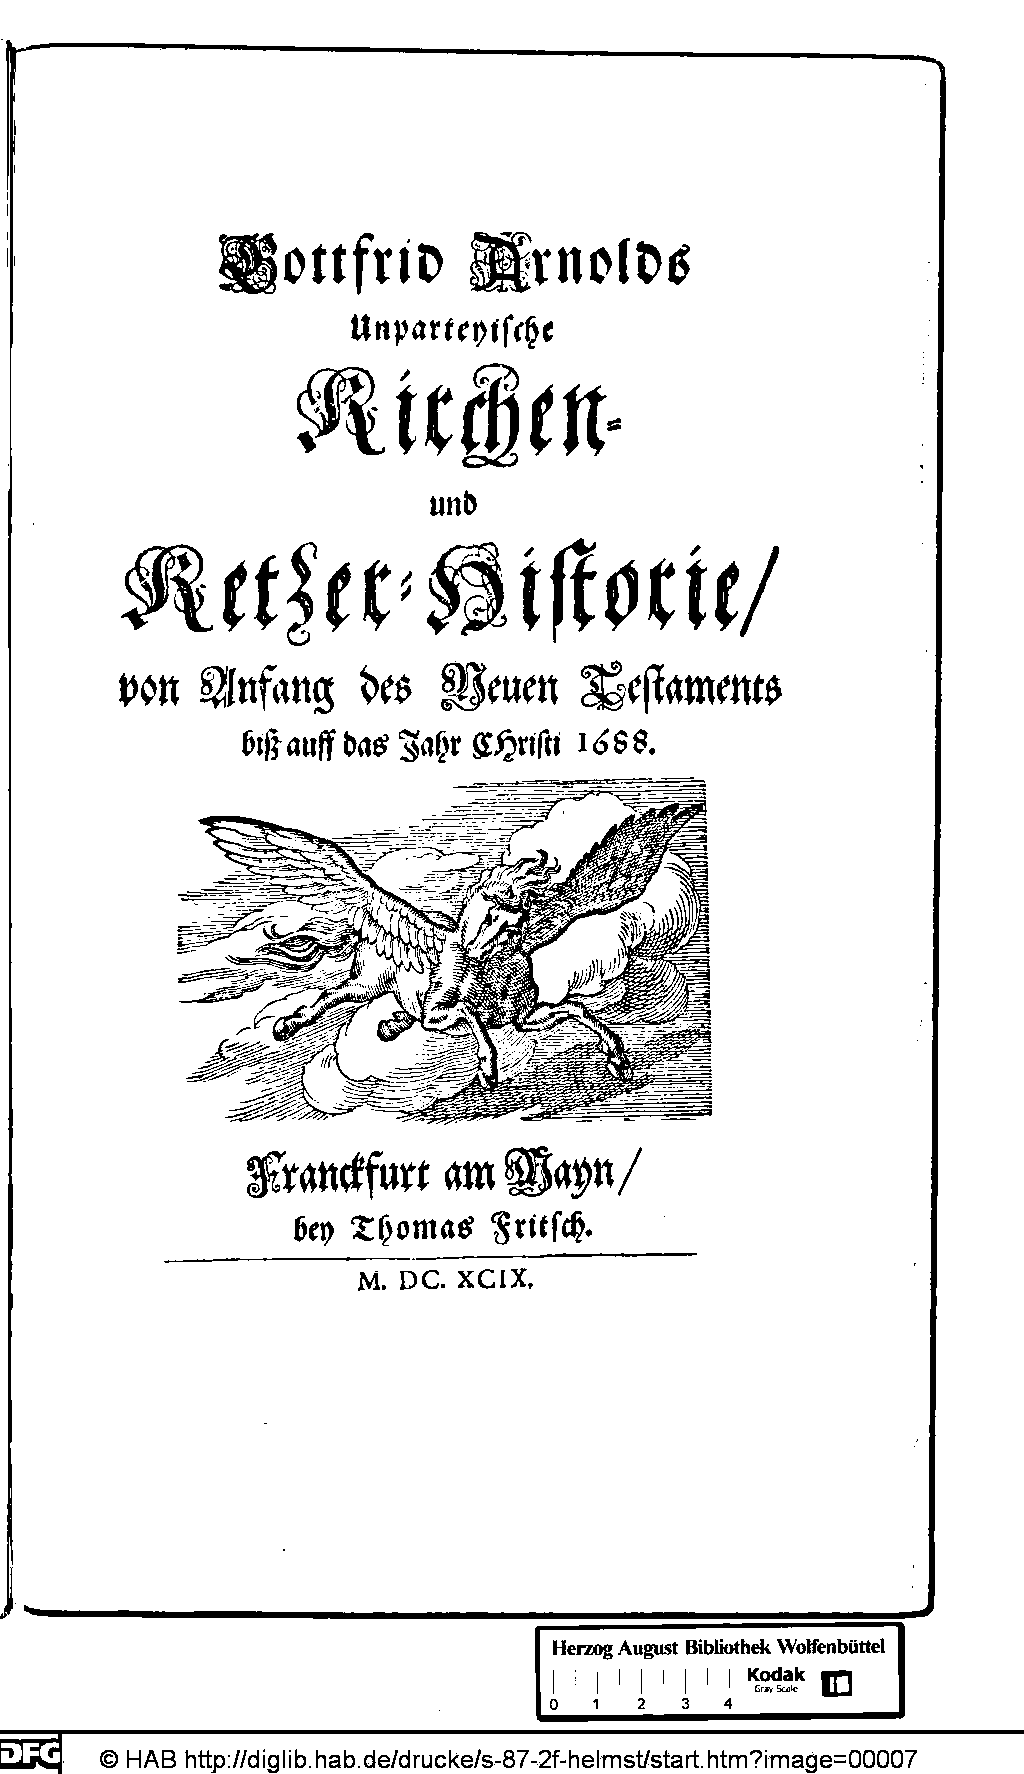 Gottfrid Arnolds
Unparteyische
Kirchen-
und
Ketzer-Historie/
von Anfang des Neuen Testaments
biß auff das Jahr CHristi 1688.
Franckfurt am Mayn/
bey Thomas Fritsch.
M. DC. XCIX.
Herzog August Bibliothek Wolfenbüttel
Kodak
Gray Scale
0 1 2 3 4
DFG
© HAB http://diglib.hab.de/drucke/s-87-2f-helmst/start.htm?image=00007